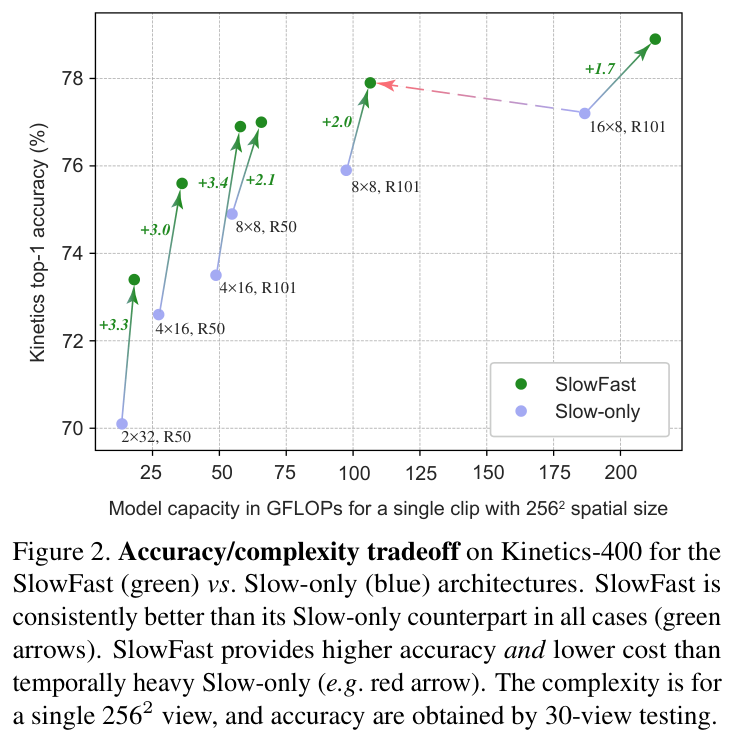 Kinetics top-1 accuracy (%)
78
76
74
72
70
+1.7
16×8, R101
+2.0
8×8, R101
+3.4
+2.1
8×8, R50
4×16, R101
+3.0
4×16, R50
+3.3
2×32, R50
SlowFast
Slow-only
25 50 75 100 125 150 175 200
Model capacity in GFLOPs for a single clip with 256² spatial size
Figure 2. Accuracy/complexity tradeoff on Kinetics-400 for the
SlowFast (green) vs. Slow-only (blue) architectures. SlowFast is
consistently better than its Slow-only counterpart in all cases (green
arrows). SlowFast provides higher accuracy and lower cost than
temporally heavy Slow-only (e.g. red arrow). The complexity is for
a single 256² view, and accuracy are obtained by 30-view testing.